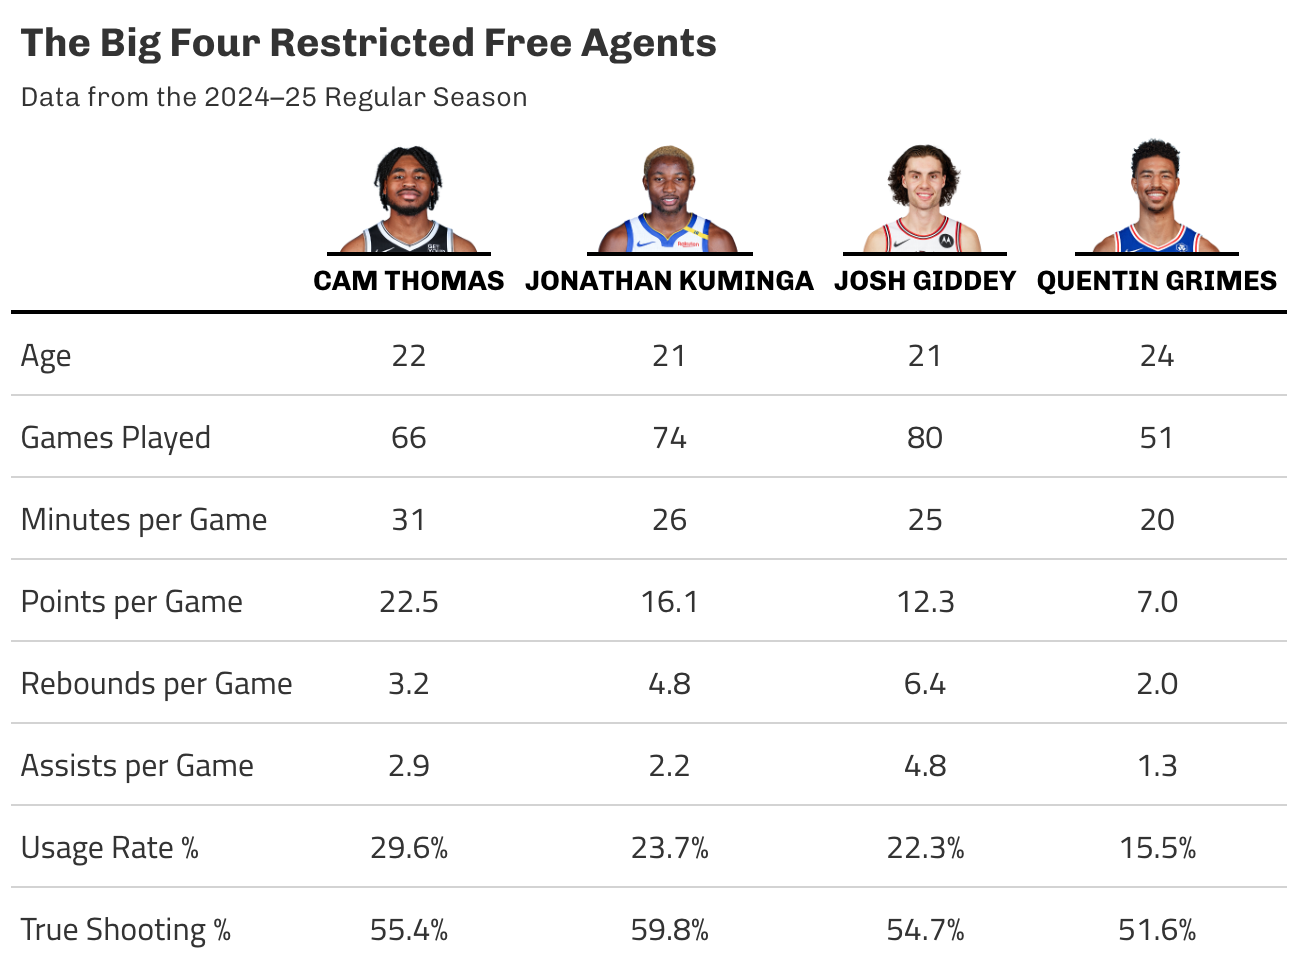 The Big Four Restricted Free Agents
Data from the 2024–25 Regular Season
CAM THOMAS JONATHAN KUMINGA JOSH GIDDEY QUENTIN GRIMES
Age 22 21 21 24
Games Played 66 74 80 51
Minutes per Game 31 26 25 20
Points per Game 22.5 16.1 12.3 7.0
Rebounds per Game 3.2 4.8 6.4 2.0
Assists per Game 2.9 2.2 4.8 1.3
Usage Rate % 29.6% 23.7% 22.3% 15.5%
True Shooting % 55.4% 59.8% 54.7% 51.6%